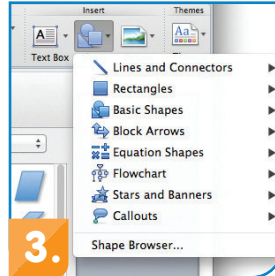 Insert
Themes
Text Box
Lines and Connectors
Rectangles
Basic Shapes
Block Arrows
Equation Shapes
Flowchart
Stars and Banners
Callouts
Shape Browser...
3.